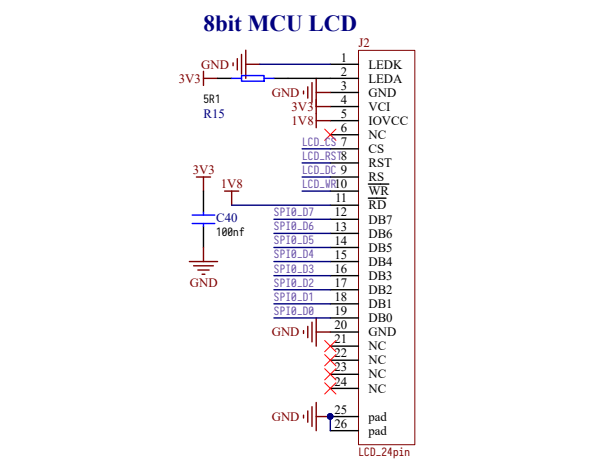 8bit MCU LCD
J2
GND 1 LEDK
3V3 2 LEDA
GND 3 GND
3V3 4 VCI
1V8 5 IOVCC
6 NC
LCD_CS 7 CS
LCD_RST 8 RST
LCD_DC 9 RS
LCD_WR 10 WR
11 RD
SPI0_D7 12 DB7
SPI0_D6 13 DB6
SPI0_D5 14 DB5
SPI0_D4 15 DB4
SPI0_D3 16 DB3
SPI0_D2 17 DB2
SPI0_D1 18 DB1
SPI0_D0 19 DB0
GND 20 GND
21 NC
22 NC
23 NC
24 NC
GND 25 pad
26 pad
LCD_24pin
5R1
R15
3V3
1V8
C40
100nf
GND